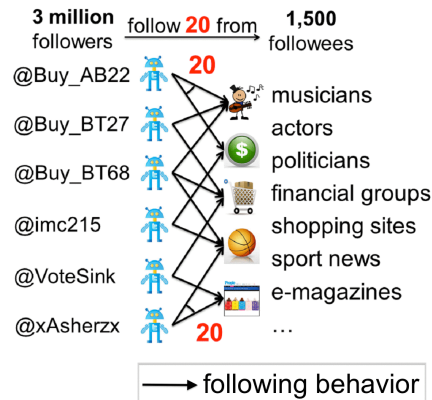 3 million
followers
follow 20 from
1,500
followees
20
@Buy_AB22
@Buy_BT27
@Buy_BT68
@imc215
@VoteSink
@xAsherzx
$
musicians
actors
politicians
financial groups
shopping sites
sport news
e-magazines
...
20
following behavior